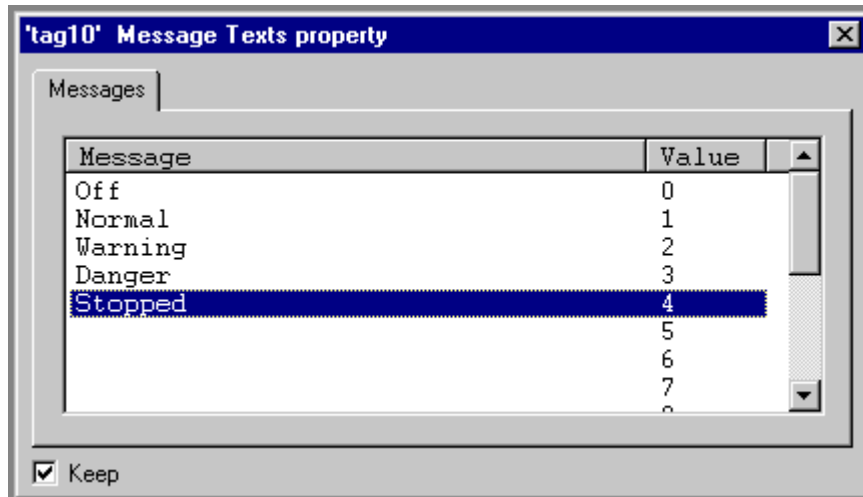 'tag10' Message Texts property
Messages
Message Value
Off 0
Normal 1
Warning 2
Danger 3
Stopped 4
5
6
7
Keep